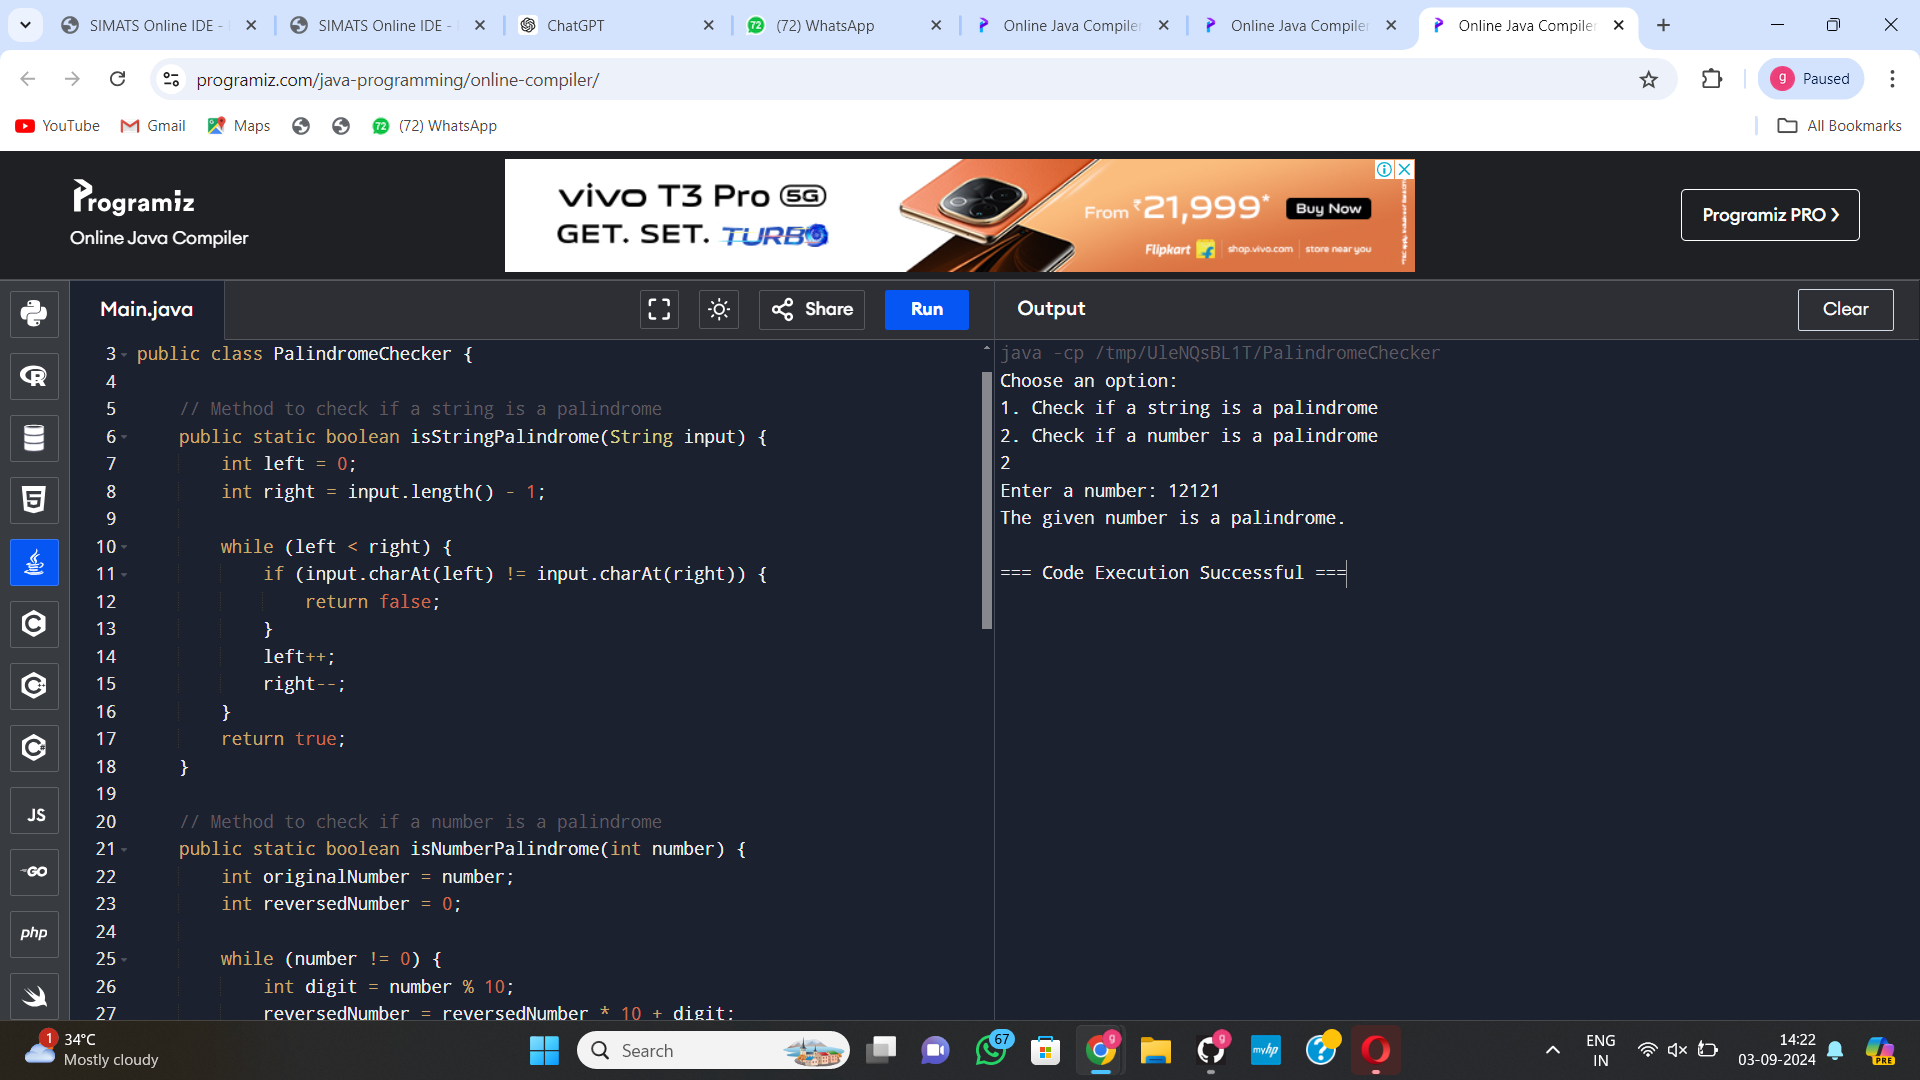 SIMATS Online IDE -
SIMATS Online IDE -
ChatGPT
(72) WhatsApp
Online Java Compiler
Online Java Compiler
Online Java Compiler
programiz.com/java-programming/online-compiler/
g Paused
YouTube
Gmail
Maps
72 (72) WhatsApp
All Bookmarks
Programiz
Online Java Compiler
vivo T3 Pro 5G
GET. SET. TURBO
From ₹21,999*
Buy Now
Flipkart
shop.vivo.com
store near you
Programiz PRO
Main.java
Share
Run
Output
Clear
3 public class PalindromeChecker {
4
5 // Method to check if a string is a palindrome
6 public static boolean isStringPalindrome(String input) {
7 int left = 0;
8 int right = input.length() - 1;
9
10 while (left < right) {
11 if (input.charAt(left) != input.charAt(right)) {
12 return false;
13 }
14 left++;
15 right--;
16 }
17 return true;
18 }
19
20 // Method to check if a number is a palindrome
21 public static boolean isNumberPalindrome(int number) {
22 int originalNumber = number;
23 int reversedNumber = 0;
24
25 while (number != 0) {
26 int digit = number % 10;
27 reversedNumber = reversedNumber * 10 + digit;
java -cp /tmp/UleNQsBL1T/PalindromeChecker
Choose an option:
1. Check if a string is a palindrome
2. Check if a number is a palindrome
2
Enter a number: 12121
The given number is a palindrome.
=== Code Execution Successful ===
R
5
C
C
C
JS
GO
php
1
34°C
Mostly cloudy
Search
67
9
9
myhp
ENG
IN
14:22
03-09-2024
PRE